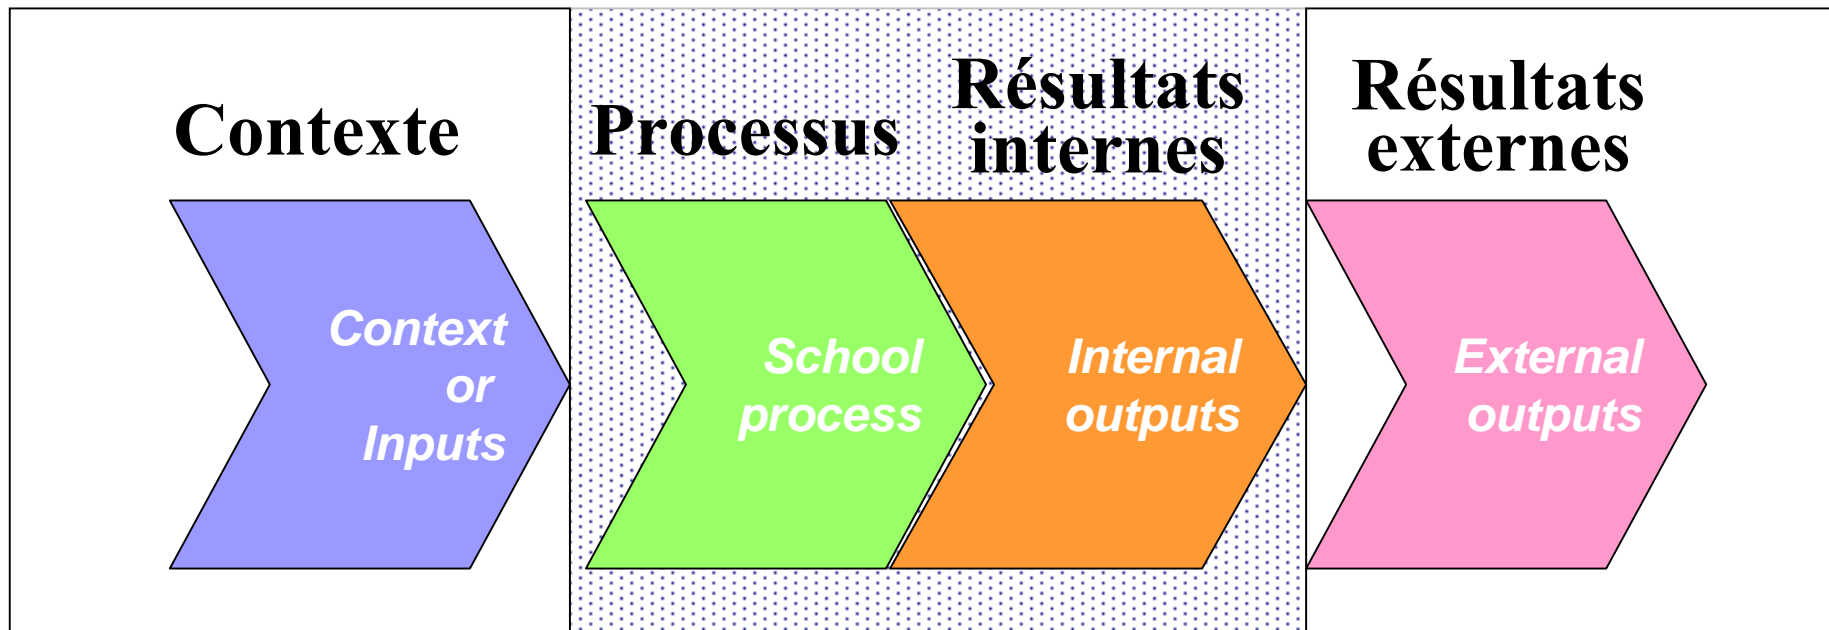 Contexte
Processus
Résultats
internes
Résultats
externes
Context
or
Inputs
School
process
Internal
outputs
External
outputs